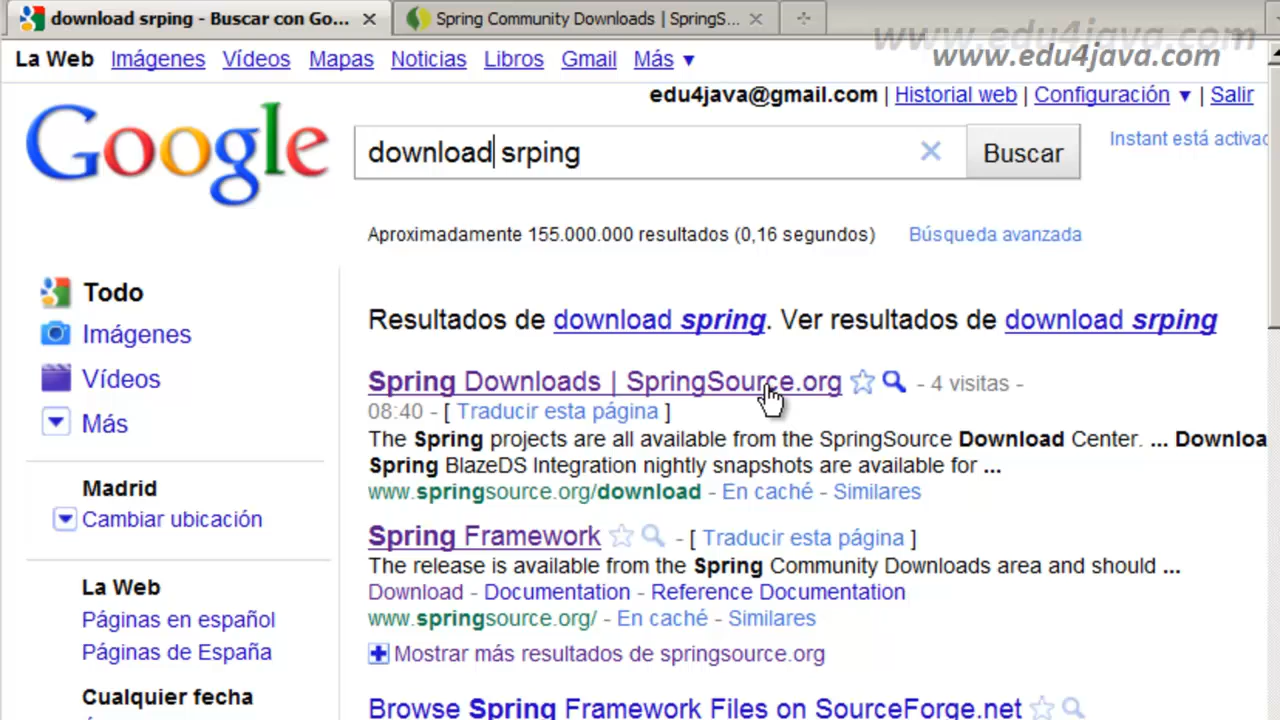 download srping - Buscar con Go...
Spring Community Downloads | SpringS...
www.edu4java.com
www.edu4java.com
La Web Imágenes Vídeos Mapas Noticias Libros Gmail Más ▼
edu4java@gmail.com | Historial web | Configuración ▼ | Salir
Google
download srping
Buscar
Instant está activad
Aproximadamente 155.000.000 resultados (0,16 segundos) Búsqueda avanzada
Todo
Imágenes
Vídeos
Más
Madrid
Cambiar ubicación
La Web
Páginas en español
Páginas de España
Cualquier fecha
Resultados de download spring. Ver resultados de download srping
Spring Downloads | SpringSource.org - 4 visitas -
08:40 - [ Traducir esta página ]
The Spring projects are all available from the SpringSource Download Center. ... Downloa
Spring BlazeDS Integration nightly snapshots are available for ...
www.springsource.org/download - En caché - Similares
Spring Framework - [ Traducir esta página ]
The release is available from the Spring Community Downloads area and should ...
Download - Documentation - Reference Documentation
www.springsource.org/ - En caché - Similares
Mostrar más resultados de springsource.org
Browse Spring Framework Files on SourceForge.net